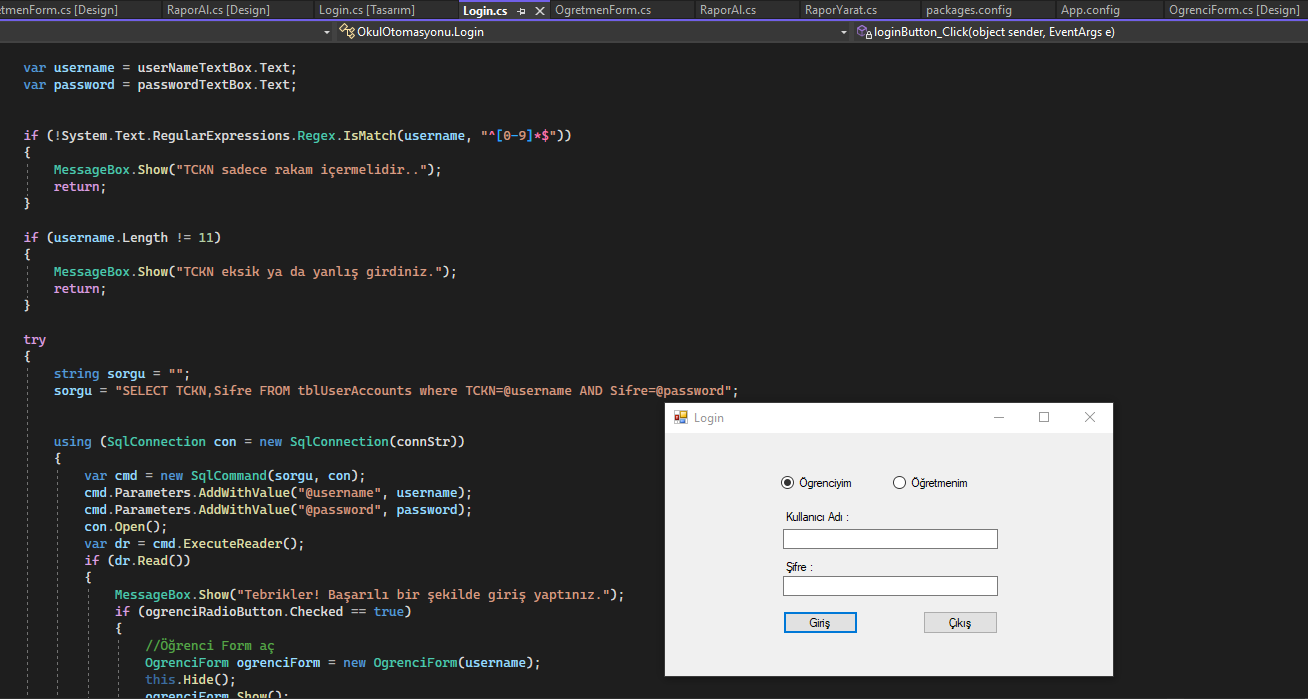 etmenForm.cs [Design] RaporAl.cs [Design] Login.cs [Tasarım] Login.cs OgretmenForm.cs RaporAl.cs RaporYarat.cs packages.config App.config OgrenciForm.cs [Design]
OkulOtomasyonu.Login loginButton_Click(object sender, EventArgs e)
var username = userNameTextBox.Text;
var password = passwordTextBox.Text;
if (!System.Text.RegularExpressions.Regex.IsMatch(username, "^[0-9]*$"))
{
MessageBox.Show("TCKN sadece rakam içermelidir..");
return;
}
if (username.Length != 11)
{
MessageBox.Show("TCKN eksik ya da yanlış girdiniz.");
return;
}
try
{
string sorgu = "";
sorgu = "SELECT TCKN,Sifre FROM tblUserAccounts where TCKN=@username AND Sifre=@password";
using (SqlConnection con = new SqlConnection(connStr))
{
var cmd = new SqlCommand(sorgu, con);
cmd.Parameters.AddWithValue("@username", username);
cmd.Parameters.AddWithValue("@password", password);
con.Open();
var dr = cmd.ExecuteReader();
if (dr.Read())
{
MessageBox.Show("Tebrikler! Başarılı bir şekilde giriş yaptınız.");
if (ogrenciRadioButton.Checked == true)
{
//Öğrenci Form aç
OgrenciForm ogrenciForm = new OgrenciForm(username);
this.Hide();
ogrenciForm.Show();
Login
Ögrenciyim Öğretmenim
Kullanıcı Adı :
Şifre :
Giriş Çıkış